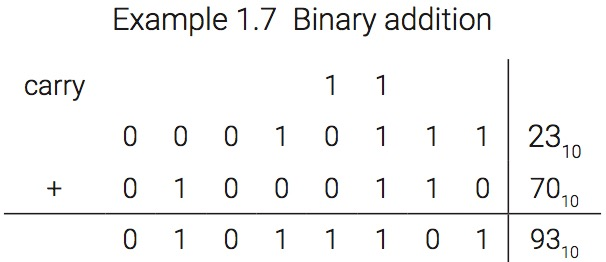 Example 1.7 Binary addition
carry 1 1
0 0 0 1 0 1 1 1 23₁₀
+ 0 1 0 0 0 1 1 0 70₁₀
0 1 0 1 1 1 0 1 93₁₀